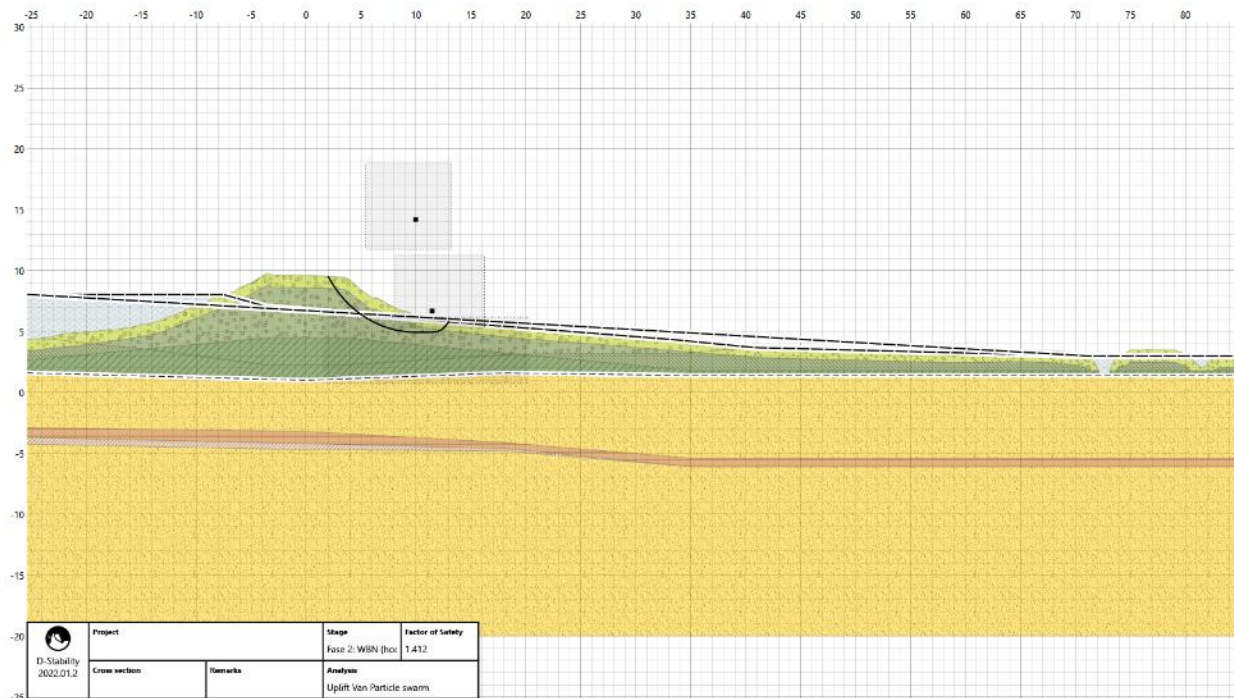 -25 -20 -15 -10 -5 0 5 10 15 20 25 30 35 40 45 50 55 60 65 70 75 80
30
25
20
15
10
5
0
-5
-10
-15
-20
-25
D-Stability
2022.01.2
Project
Stage
Fase 2: WBN (hoc
Factor of Safety
1.412
Cross section
Remarks
Analysis
Uplift Van Particle swarm